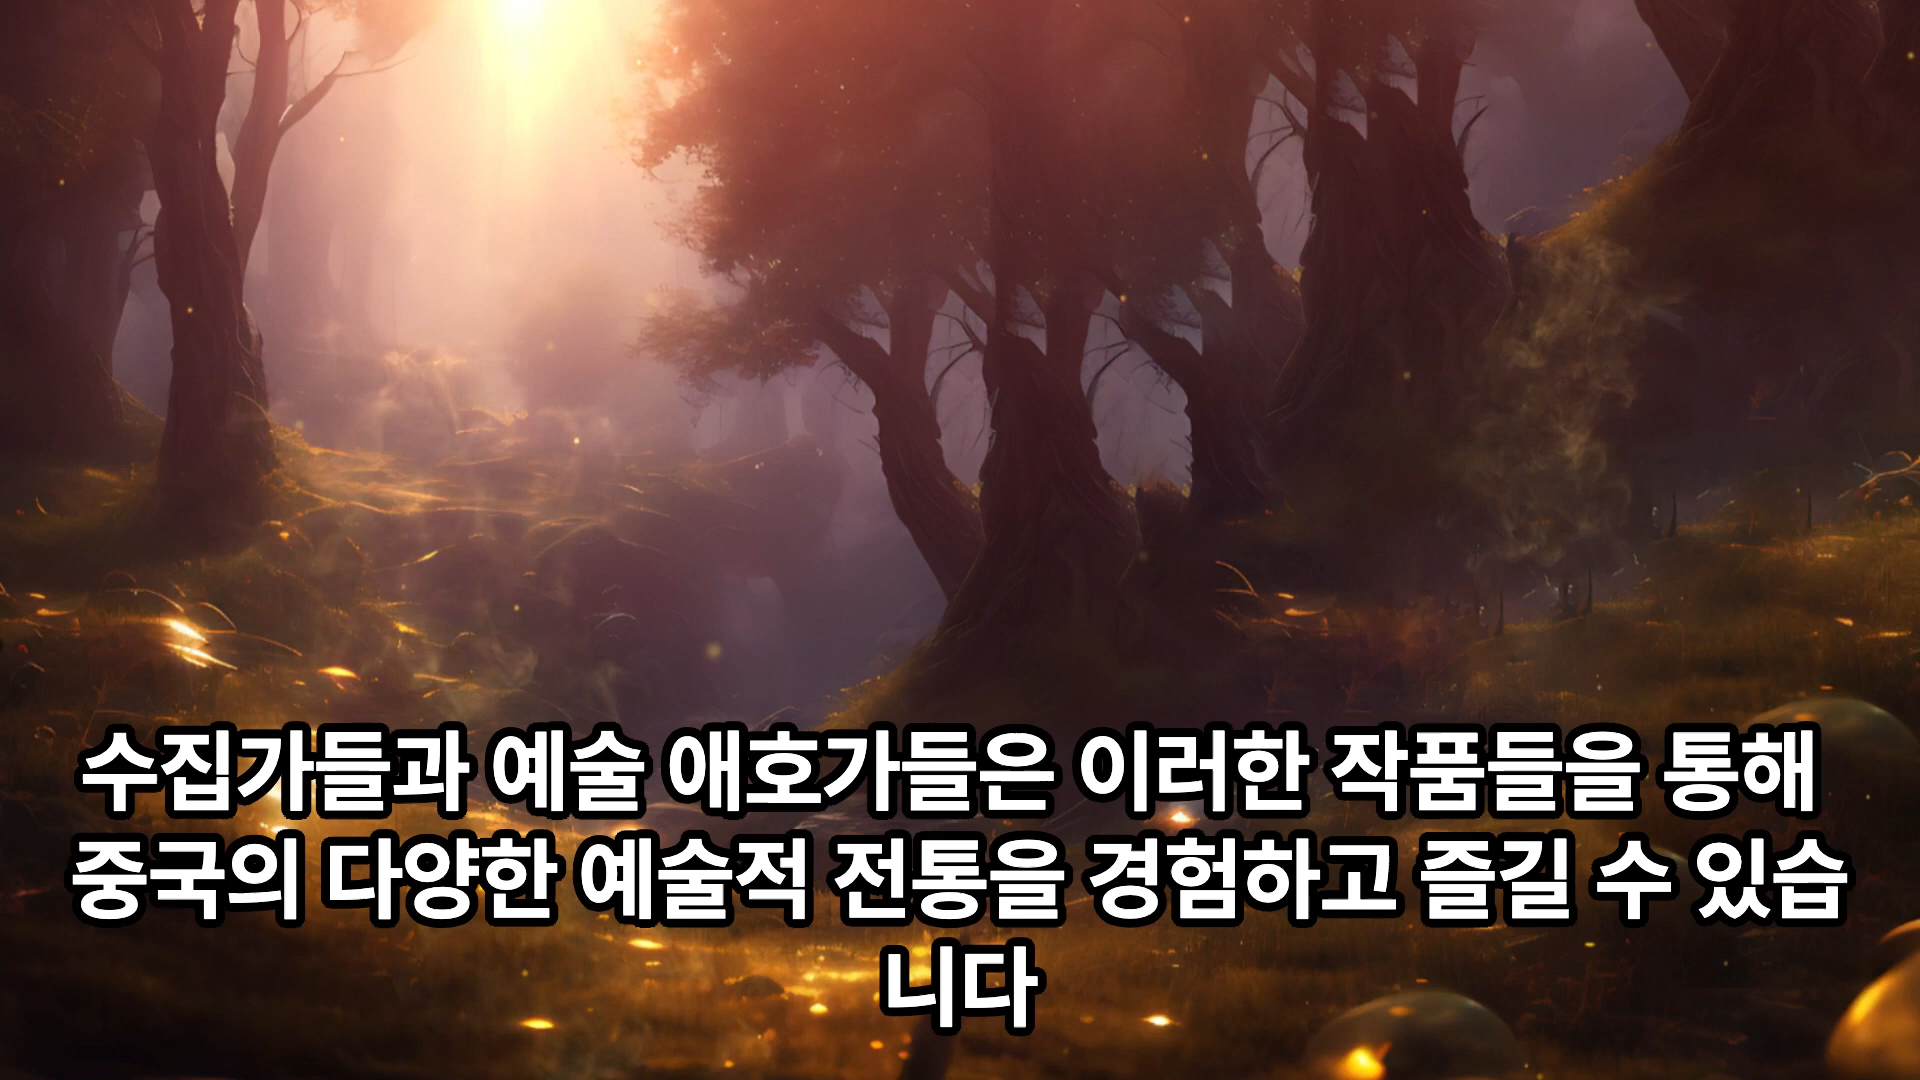 수집가들과 예술 애호가들은 이러한 작품들을 통해
중국의 다양한 예술적 전통을 경험하고 즐길 수 있습
니다